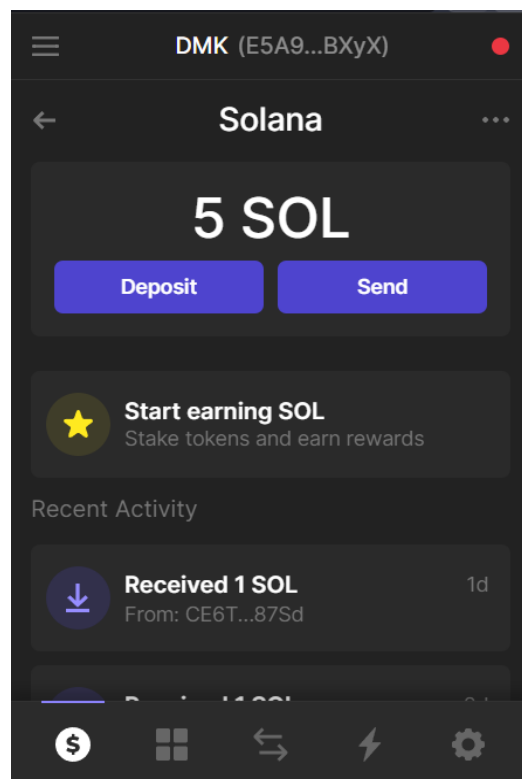 DMK (E5A9...BXyX)
Solana
5 SOL
Deposit Send
Start earning SOL
Stake tokens and earn rewards
Recent Activity
Received 1 SOL 1d
From: CE6T...87Sd